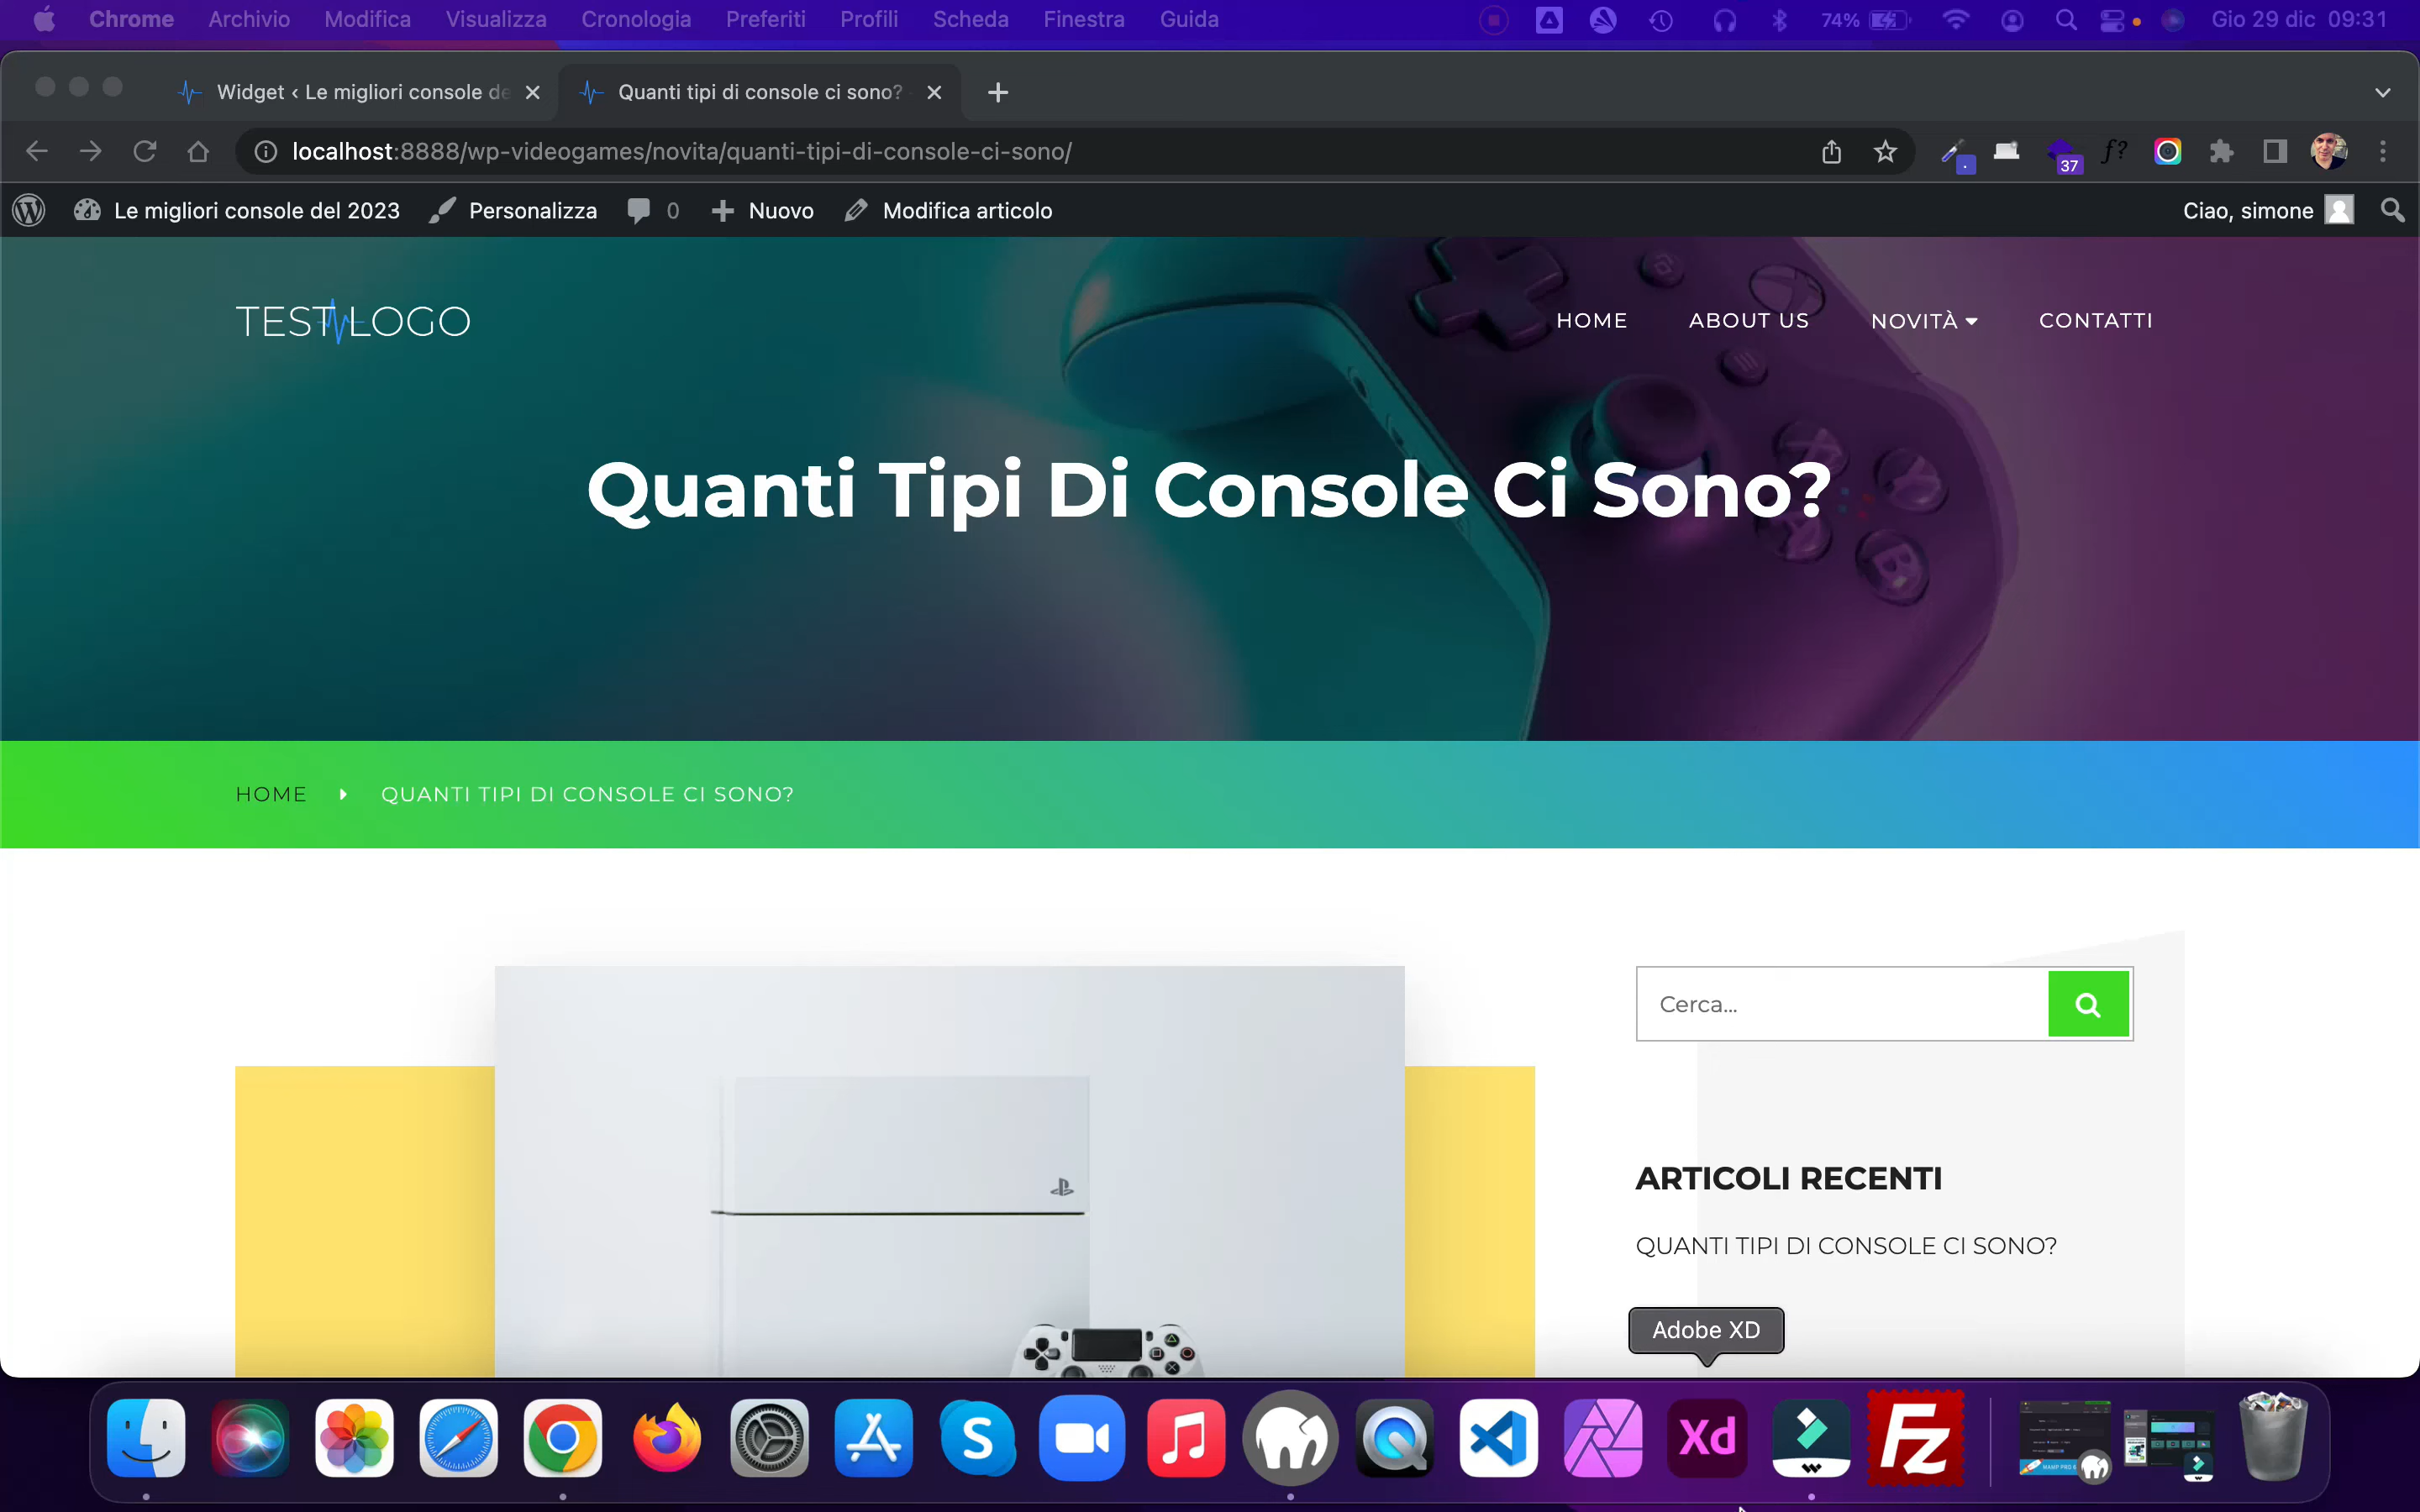 Chrome Archivio Modifica Visualizza Cronologia Preferiti Profili Scheda Finestra Guida 74% Gio 29 dic 09:31
Widget ‹ Le migliori console de Quanti tipi di console ci sono?
localhost:8888/wp-videogames/novita/quanti-tipi-di-console-ci-sono/ f? 37
Le migliori console del 2023 Personalizza 0 Nuovo Modifica articolo Ciao, simone
TEST LOGO
HOME ABOUT US NOVITÀ CONTATTI
Quanti Tipi Di Console Ci Sono?
HOME QUANTI TIPI DI CONSOLE CI SONO?
Cerca...
ARTICOLI RECENTI
QUANTI TIPI DI CONSOLE CI SONO?
Adobe XD
S
Xd
Fz